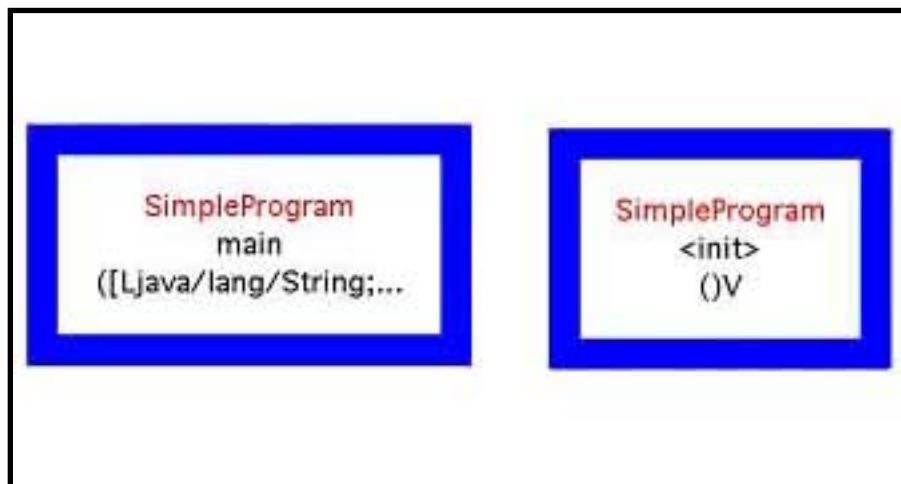 SimpleProgram
main
([Ljava/lang/String;...
SimpleProgram
<init>
()V